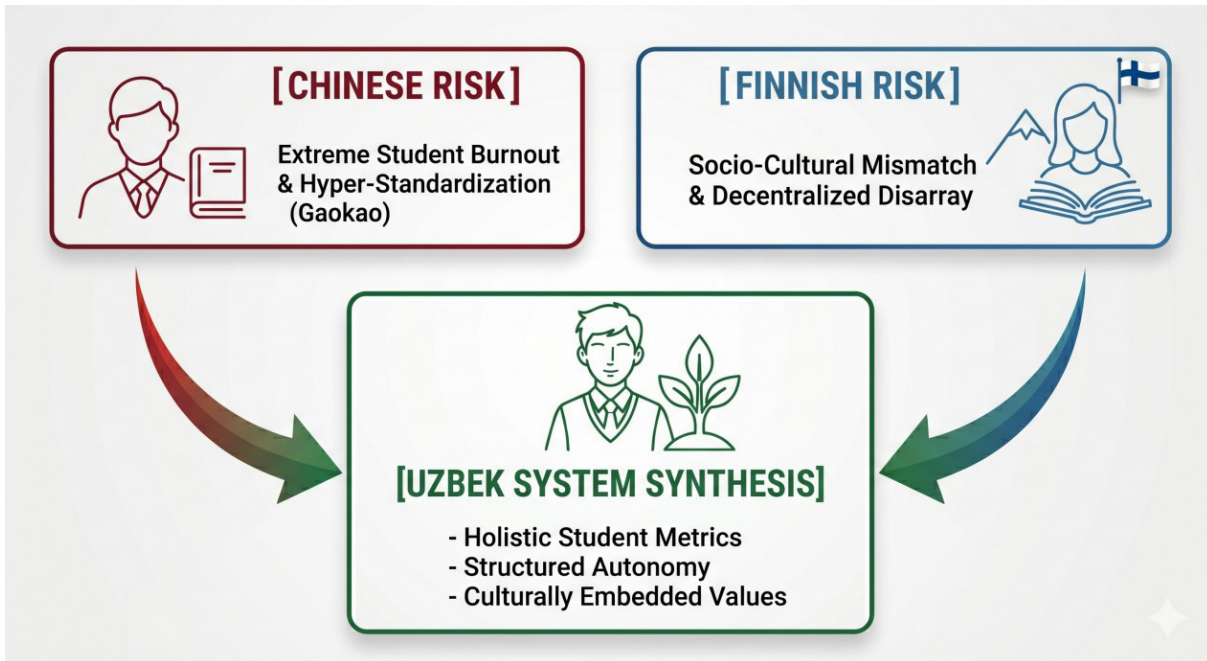 [CHINESE RISK]
Extreme Student Burnout
& Hyper-Standardization
(Gaokao)
[FINNISH RISK]
Socio-Cultural Mismatch
& Decentralized Disarray
[UZBEK SYSTEM SYNTHESIS]
- Holistic Student Metrics
- Structured Autonomy
- Culturally Embedded Values